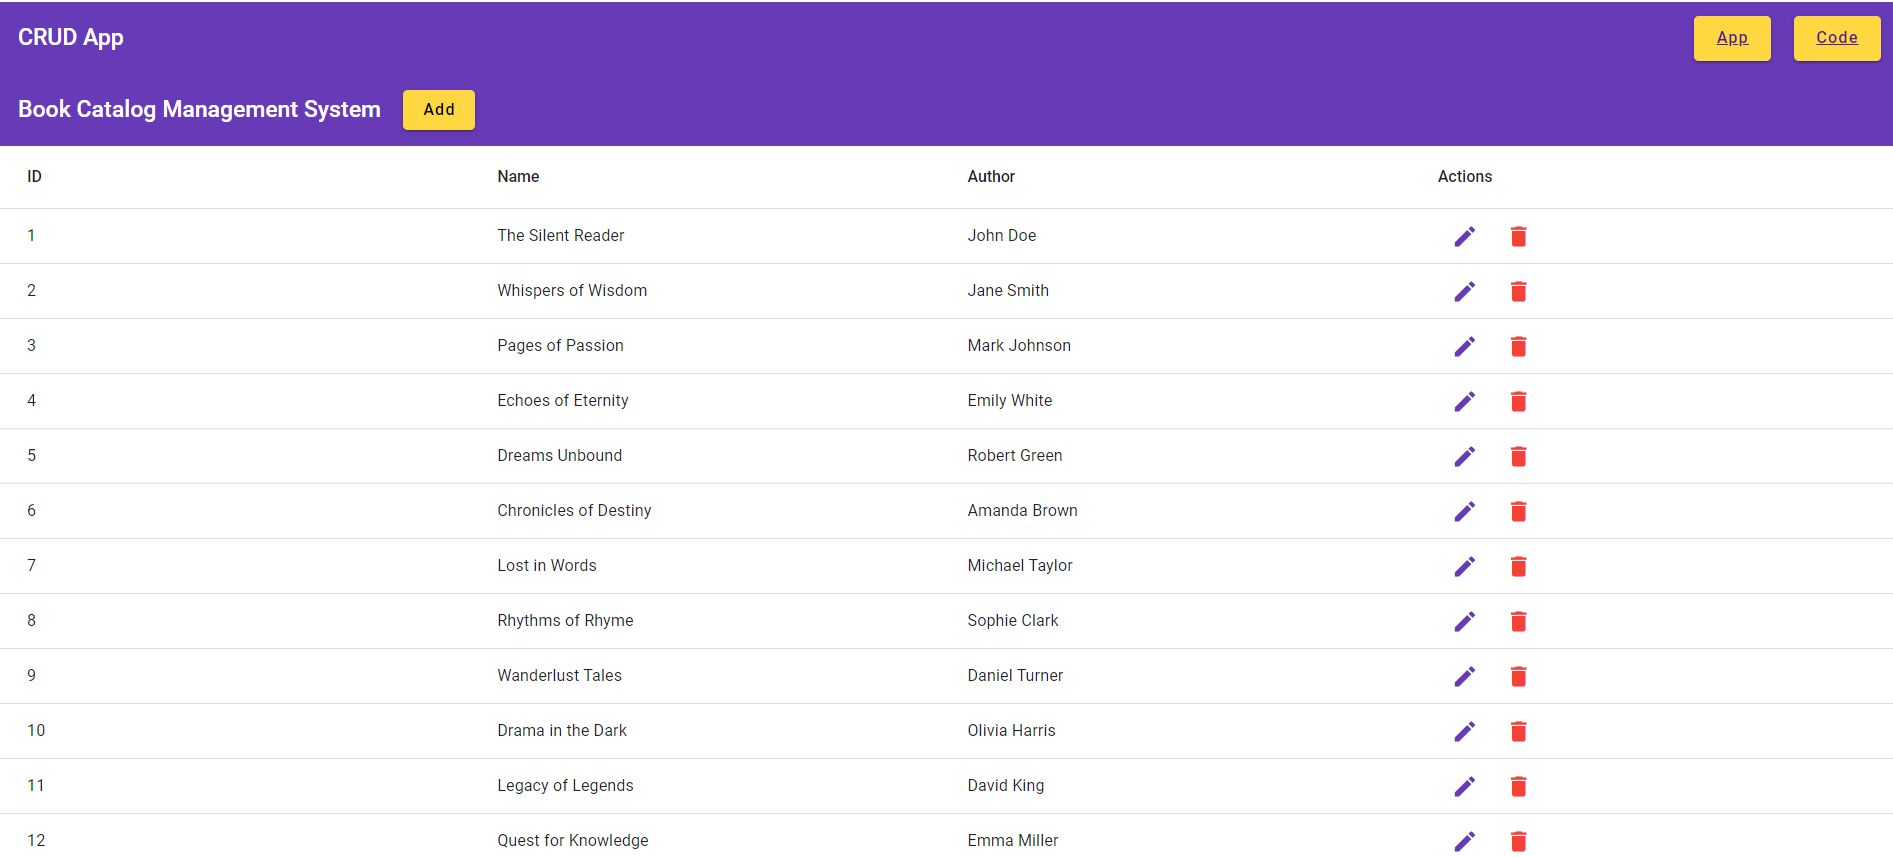 CRUD App App Code
Book Catalog Management System Add
ID Name Author Actions
1 The Silent Reader John Doe
2 Whispers of Wisdom Jane Smith
3 Pages of Passion Mark Johnson
4 Echoes of Eternity Emily White
5 Dreams Unbound Robert Green
6 Chronicles of Destiny Amanda Brown
7 Lost in Words Michael Taylor
8 Rhythms of Rhyme Sophie Clark
9 Wanderlust Tales Daniel Turner
10 Drama in the Dark Olivia Harris
11 Legacy of Legends David King
12 Quest for Knowledge Emma Miller